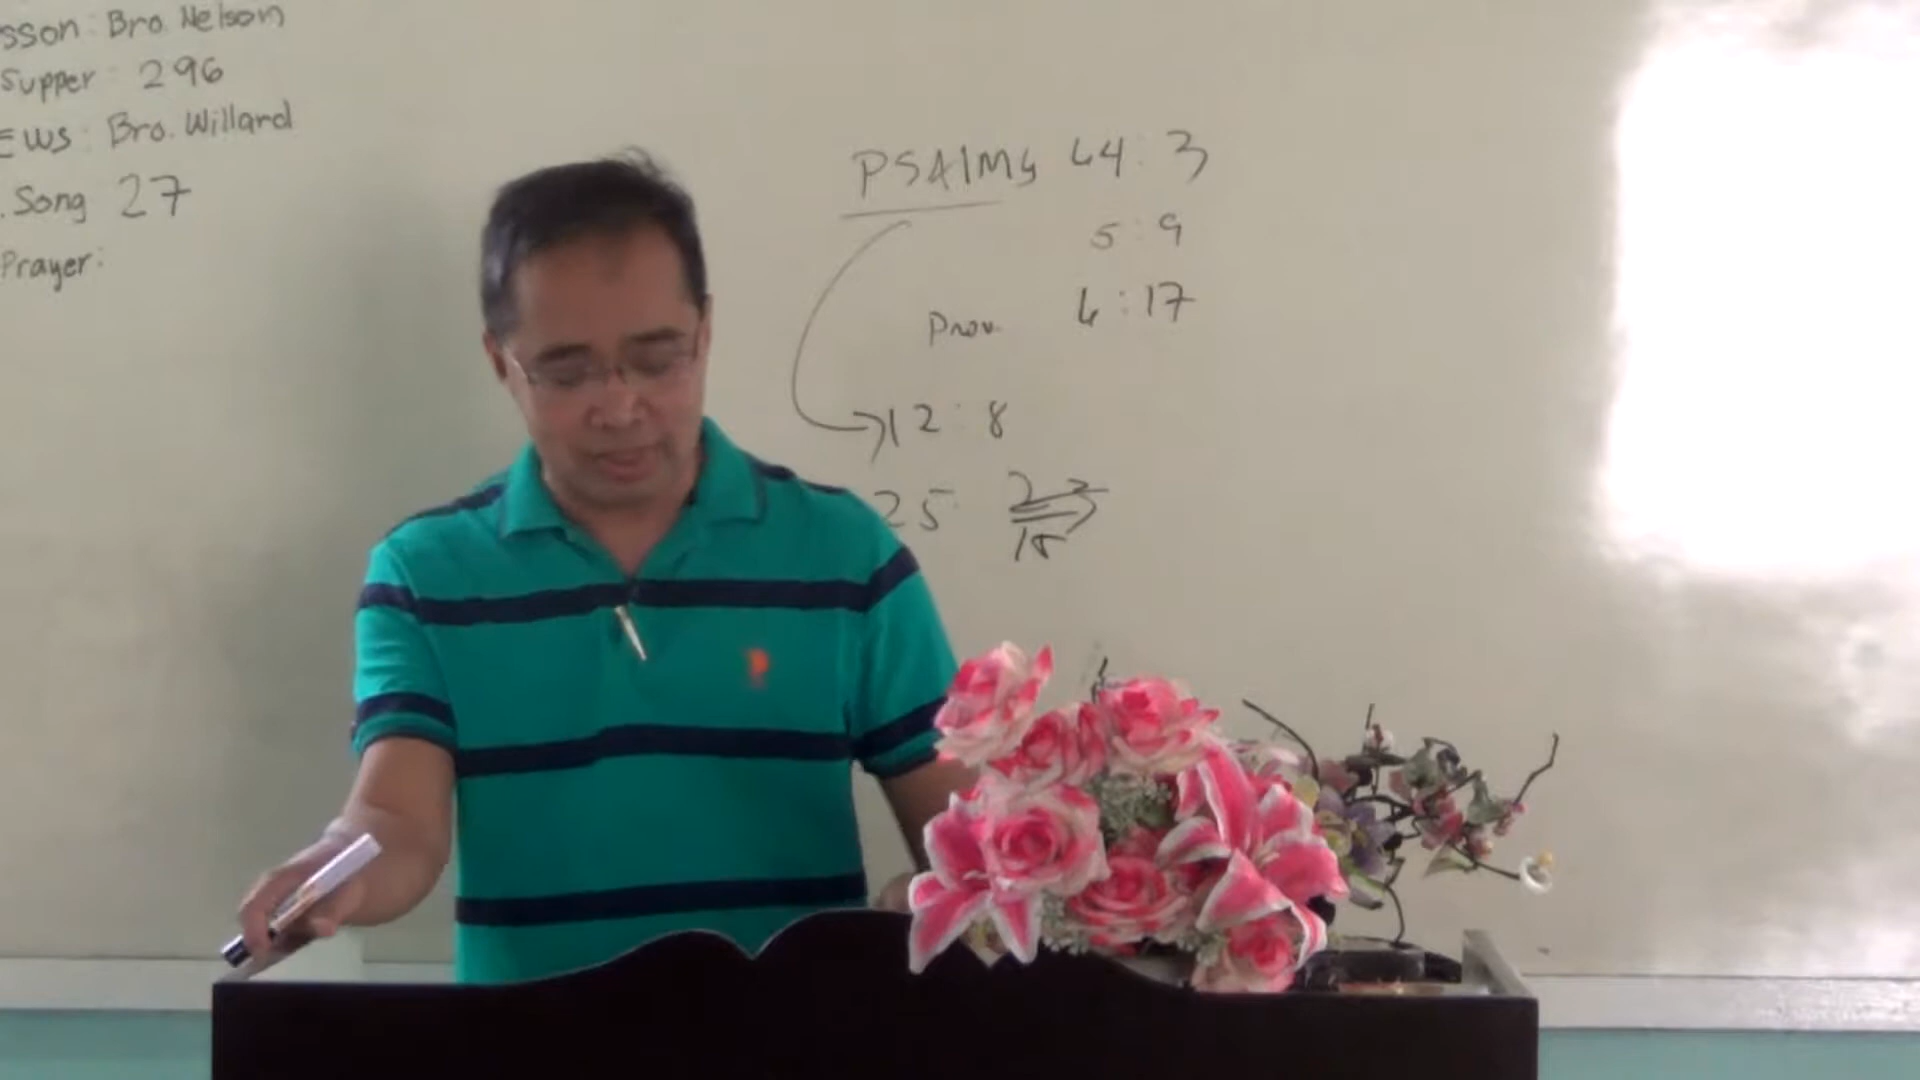 sson: Bro. Nelson
Supper: 296
EWS: Bro. Willard
. Song 27
Prayer:
PSAlMs 64:3
5:9
Prov. 6:17
12:8
25